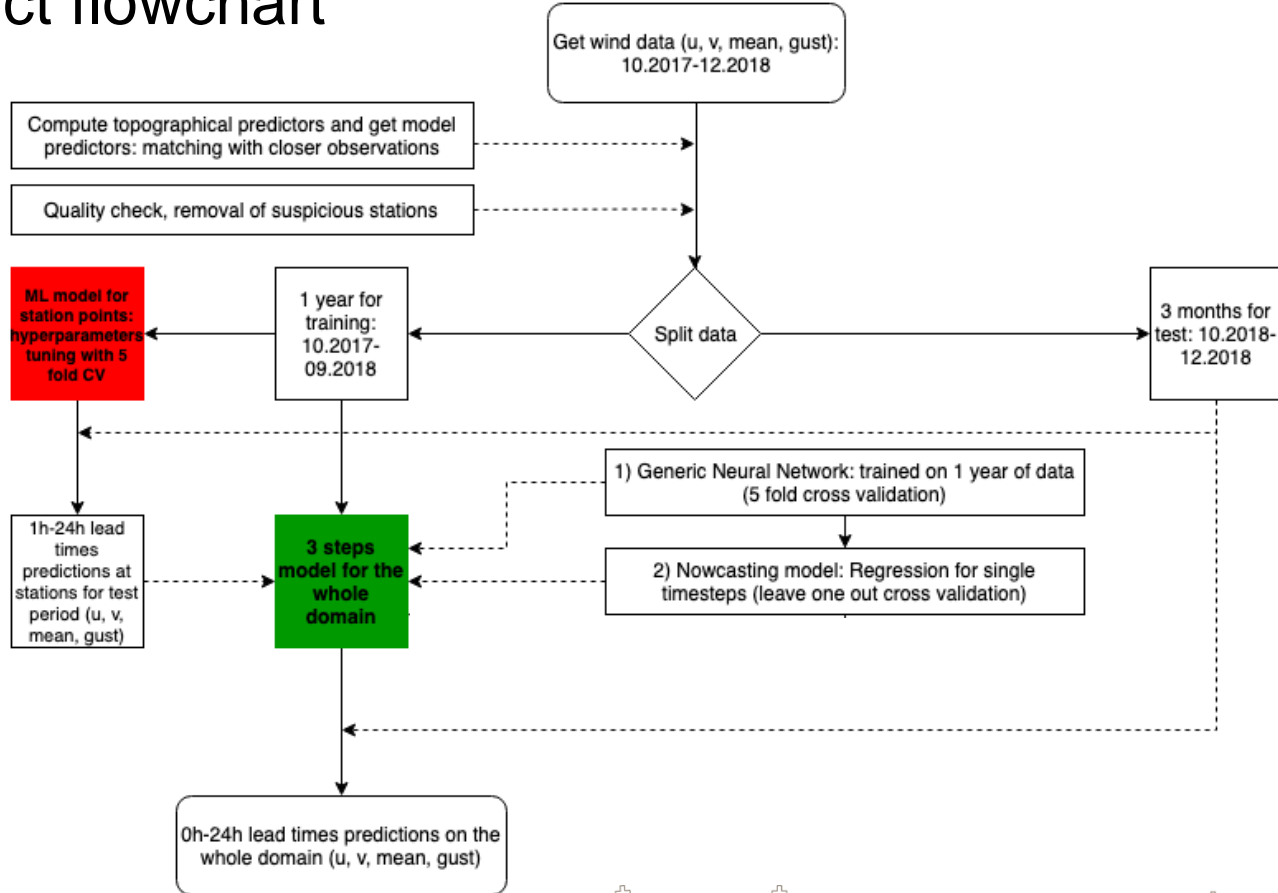 ct flowchart
Get wind data (u, v, mean, gust):
10.2017-12.2018
Compute topographical predictors and get model
predictors: matching with closer observations
Quality check, removal of suspicious stations
ML model for
station points:
hyperparameters
tuning with 5
fold CV
1 year for
training:
10.2017-
09.2018
Split data
3 months for
test: 10.2018-
12.2018
1) Generic Neural Network: trained on 1 year of data
(5 fold cross validation)
1h-24h lead
times
predictions at
stations for test
period (u, v,
mean, gust)
3 steps
model for the
whole
domain
2) Nowcasting model: Regression for single
timesteps (leave one out cross validation)
0h-24h lead times predictions on the
whole domain (u, v, mean, gust)